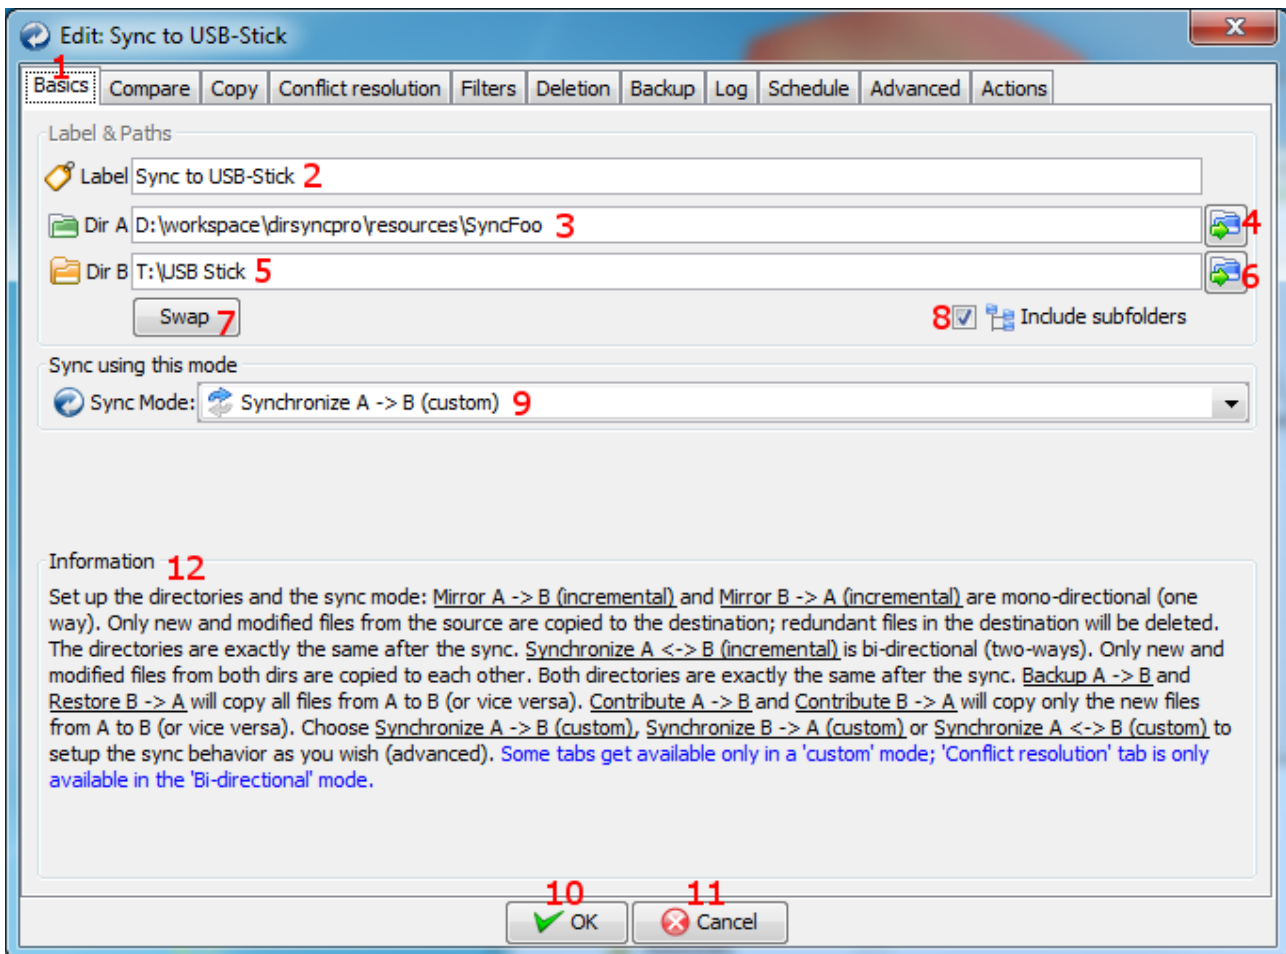 Edit: Sync to USB-Stick
x
1
Basics Compare Copy Conflict resolution Filters Deletion Backup Log Schedule Advanced Actions
Label & Paths
Label Sync to USB-Stick 2
Dir A D:\workspace\dirsyncpro\resources\SyncFoo 3 4
Dir B T:\USB Stick 5 6
Swap 7 8 Include subfolders
Sync using this mode
Sync Mode: Synchronize A -> B (custom) 9
Information 12
Set up the directories and the sync mode: Mirror A -> B (incremental) and Mirror B -> A (incremental) are mono-directional (one
way). Only new and modified files from the source are copied to the destination; redundant files in the destination will be deleted.
The directories are exactly the same after the sync. Synchronize A <-> B (incremental) is bi-directional (two-ways). Only new and
modified files from both dirs are copied to each other. Both directories are exactly the same after the sync. Backup A -> B and
Restore B -> A will copy all files from A to B (or vice versa). Contribute A -> B and Contribute B -> A will copy only the new files
from A to B (or vice versa). Choose Synchronize A -> B (custom), Synchronize B -> A (custom) or Synchronize A <-> B (custom) to
setup the sync behavior as you wish (advanced). Some tabs get available only in a 'custom' mode; 'Conflict resolution' tab is only
available in the 'Bi-directional' mode.
10 11
OK Cancel